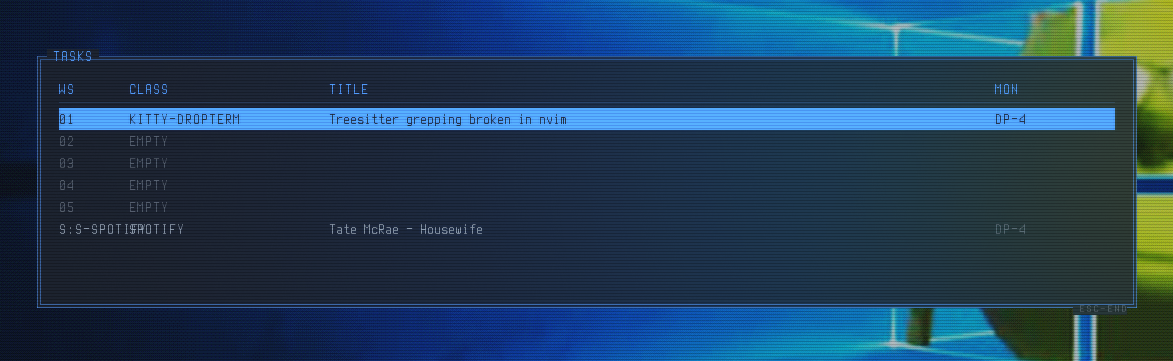 TASKS
WS CLASS TITLE MON
01 KITTY-DROPTERM Treesitter grepping broken in nvim DP-4
02 EMPTY
03 EMPTY
04 EMPTY
05 EMPTY
S:S-SPOTIFY SPOTIFY Tate McRae - Housewife DP-4
ESC-END